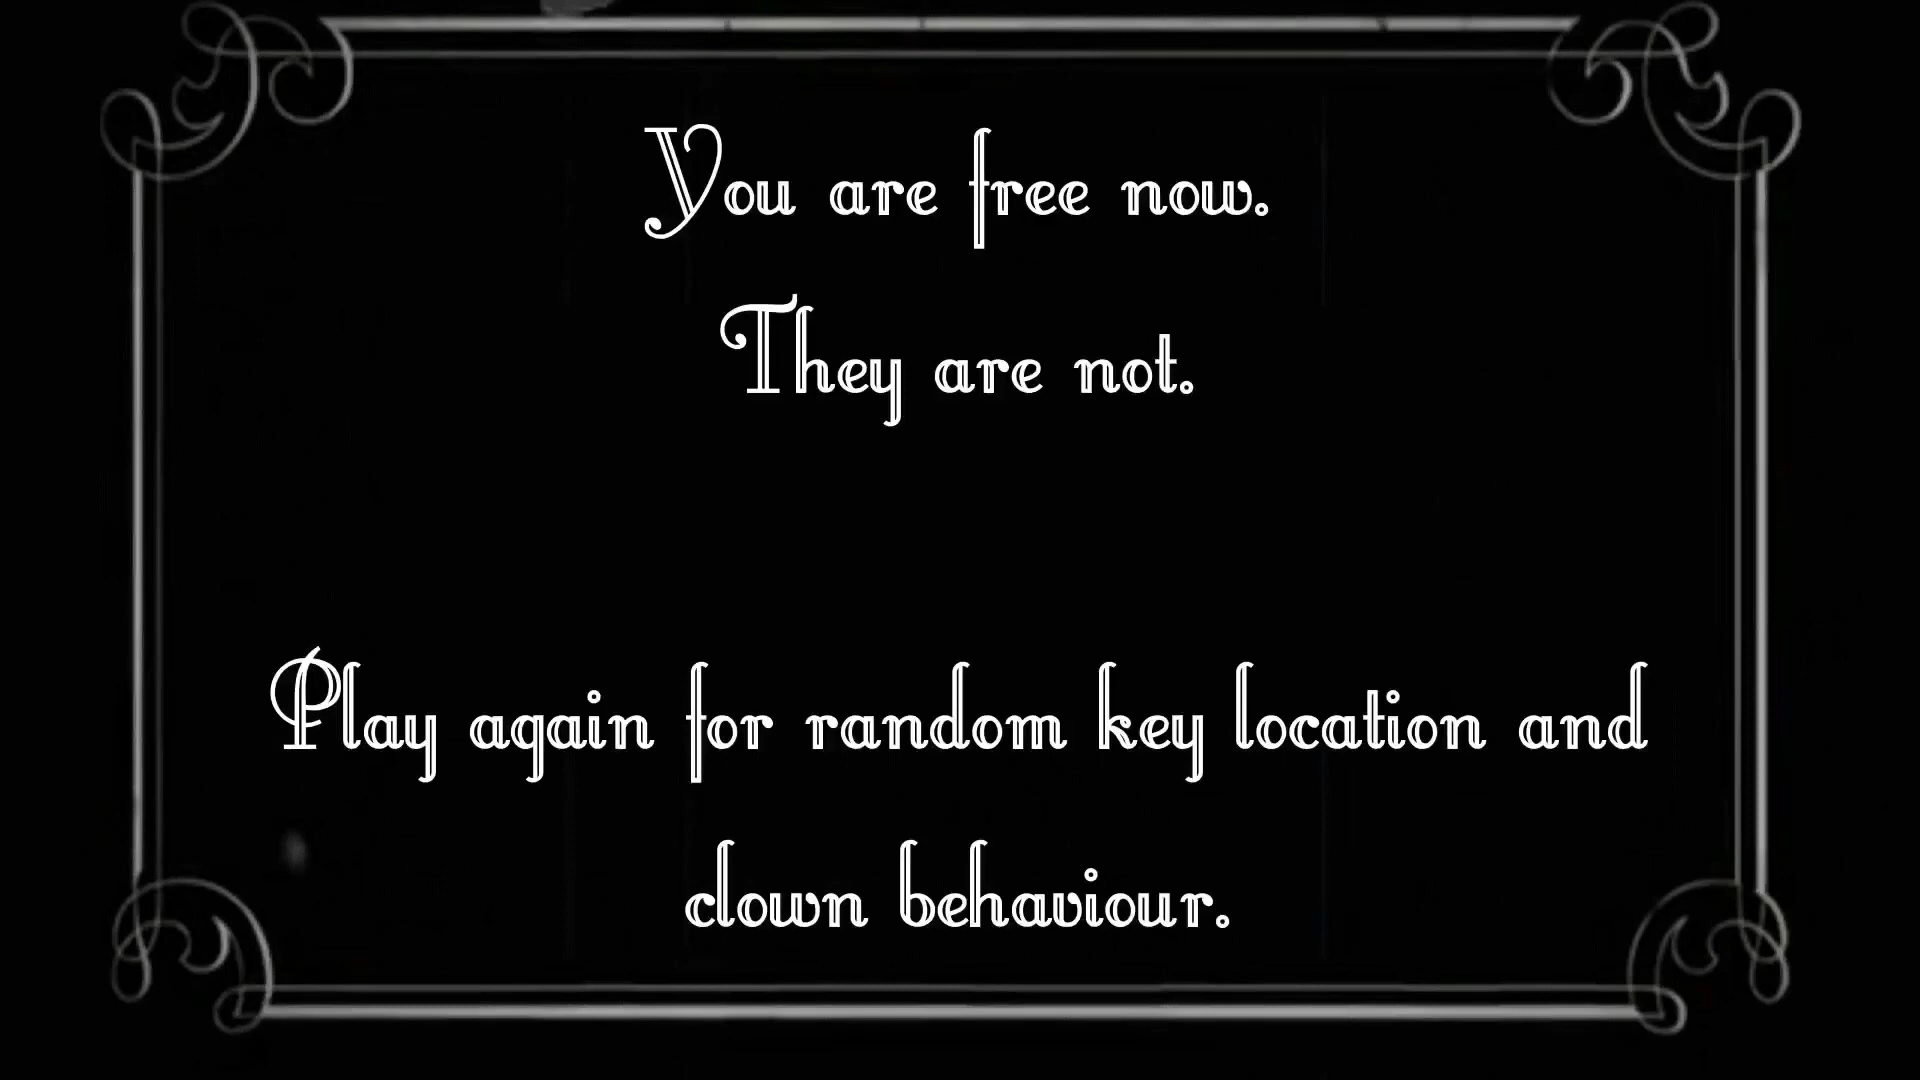 You are free now.
They are not.
Play again for random key location and
clown behaviour.